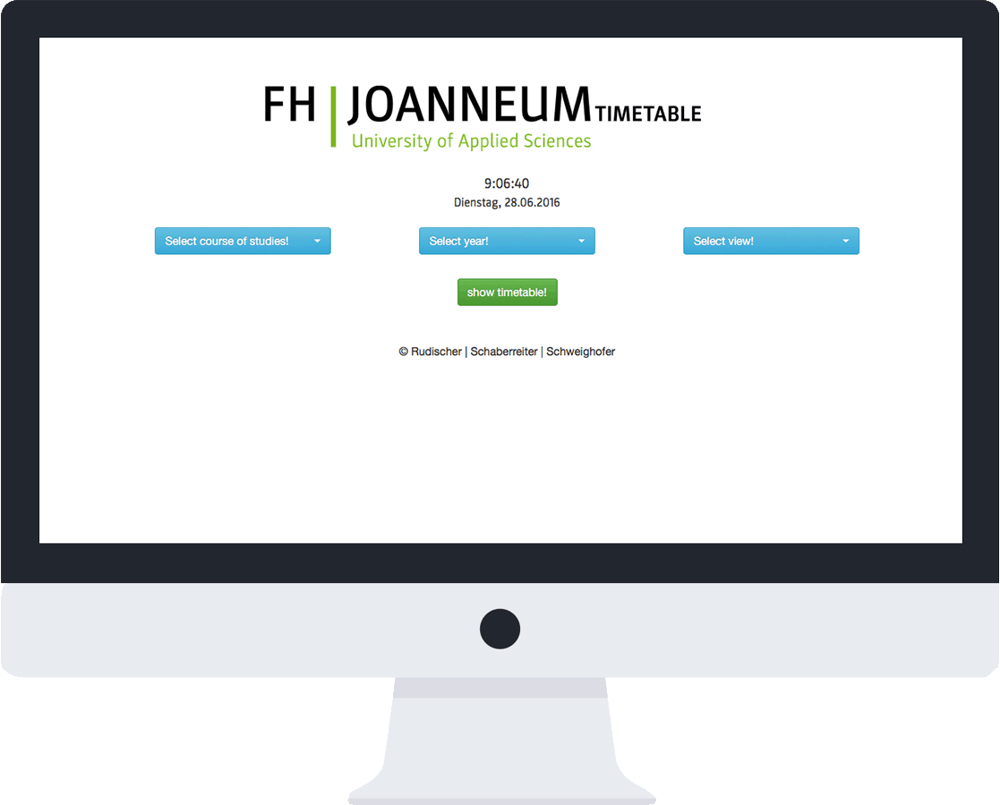 FH JOANNEUM TIMETABLE
University of Applied Sciences
9:06:40
Dienstag, 28.06.2016
Select course of studies! Select year! Select view!
show timetable!
© Rudischer | Schaberreiter | Schweighofer